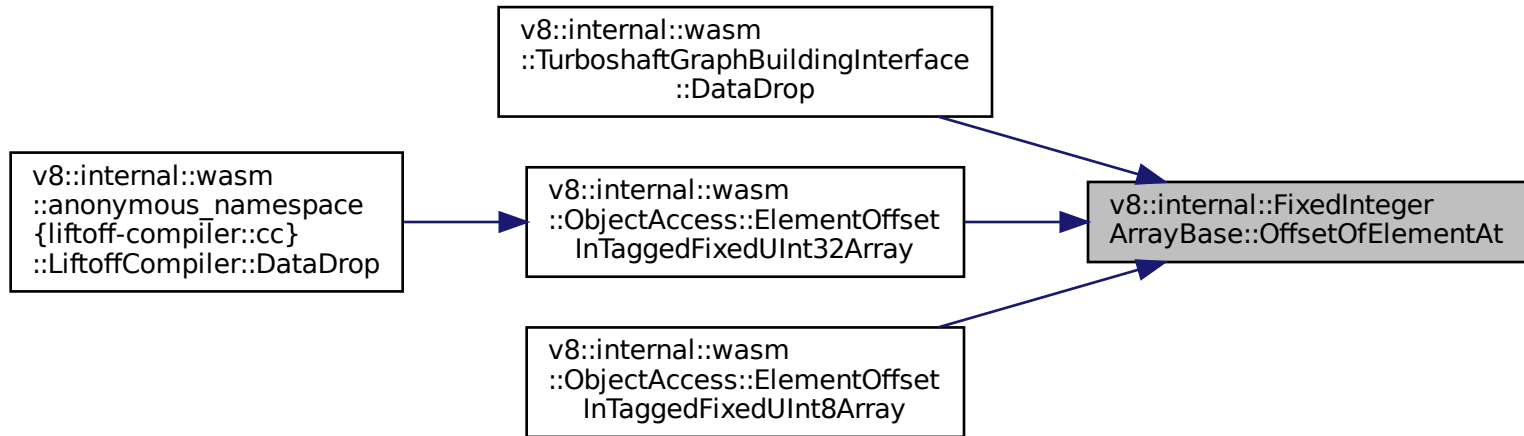 v8::internal::wasm
::TurboshaftGraphBuildingInterface
::DataDrop
v8::internal::wasm
::anonymous_namespace
{liftoff-compiler::cc}
::LiftoffCompiler::DataDrop
v8::internal::wasm
::ObjectAccess::ElementOffset
InTaggedFixedUInt32Array
v8::internal::FixedInteger
ArrayBase::OffsetOfElementAt
v8::internal::wasm
::ObjectAccess::ElementOffset
InTaggedFixedUInt8Array